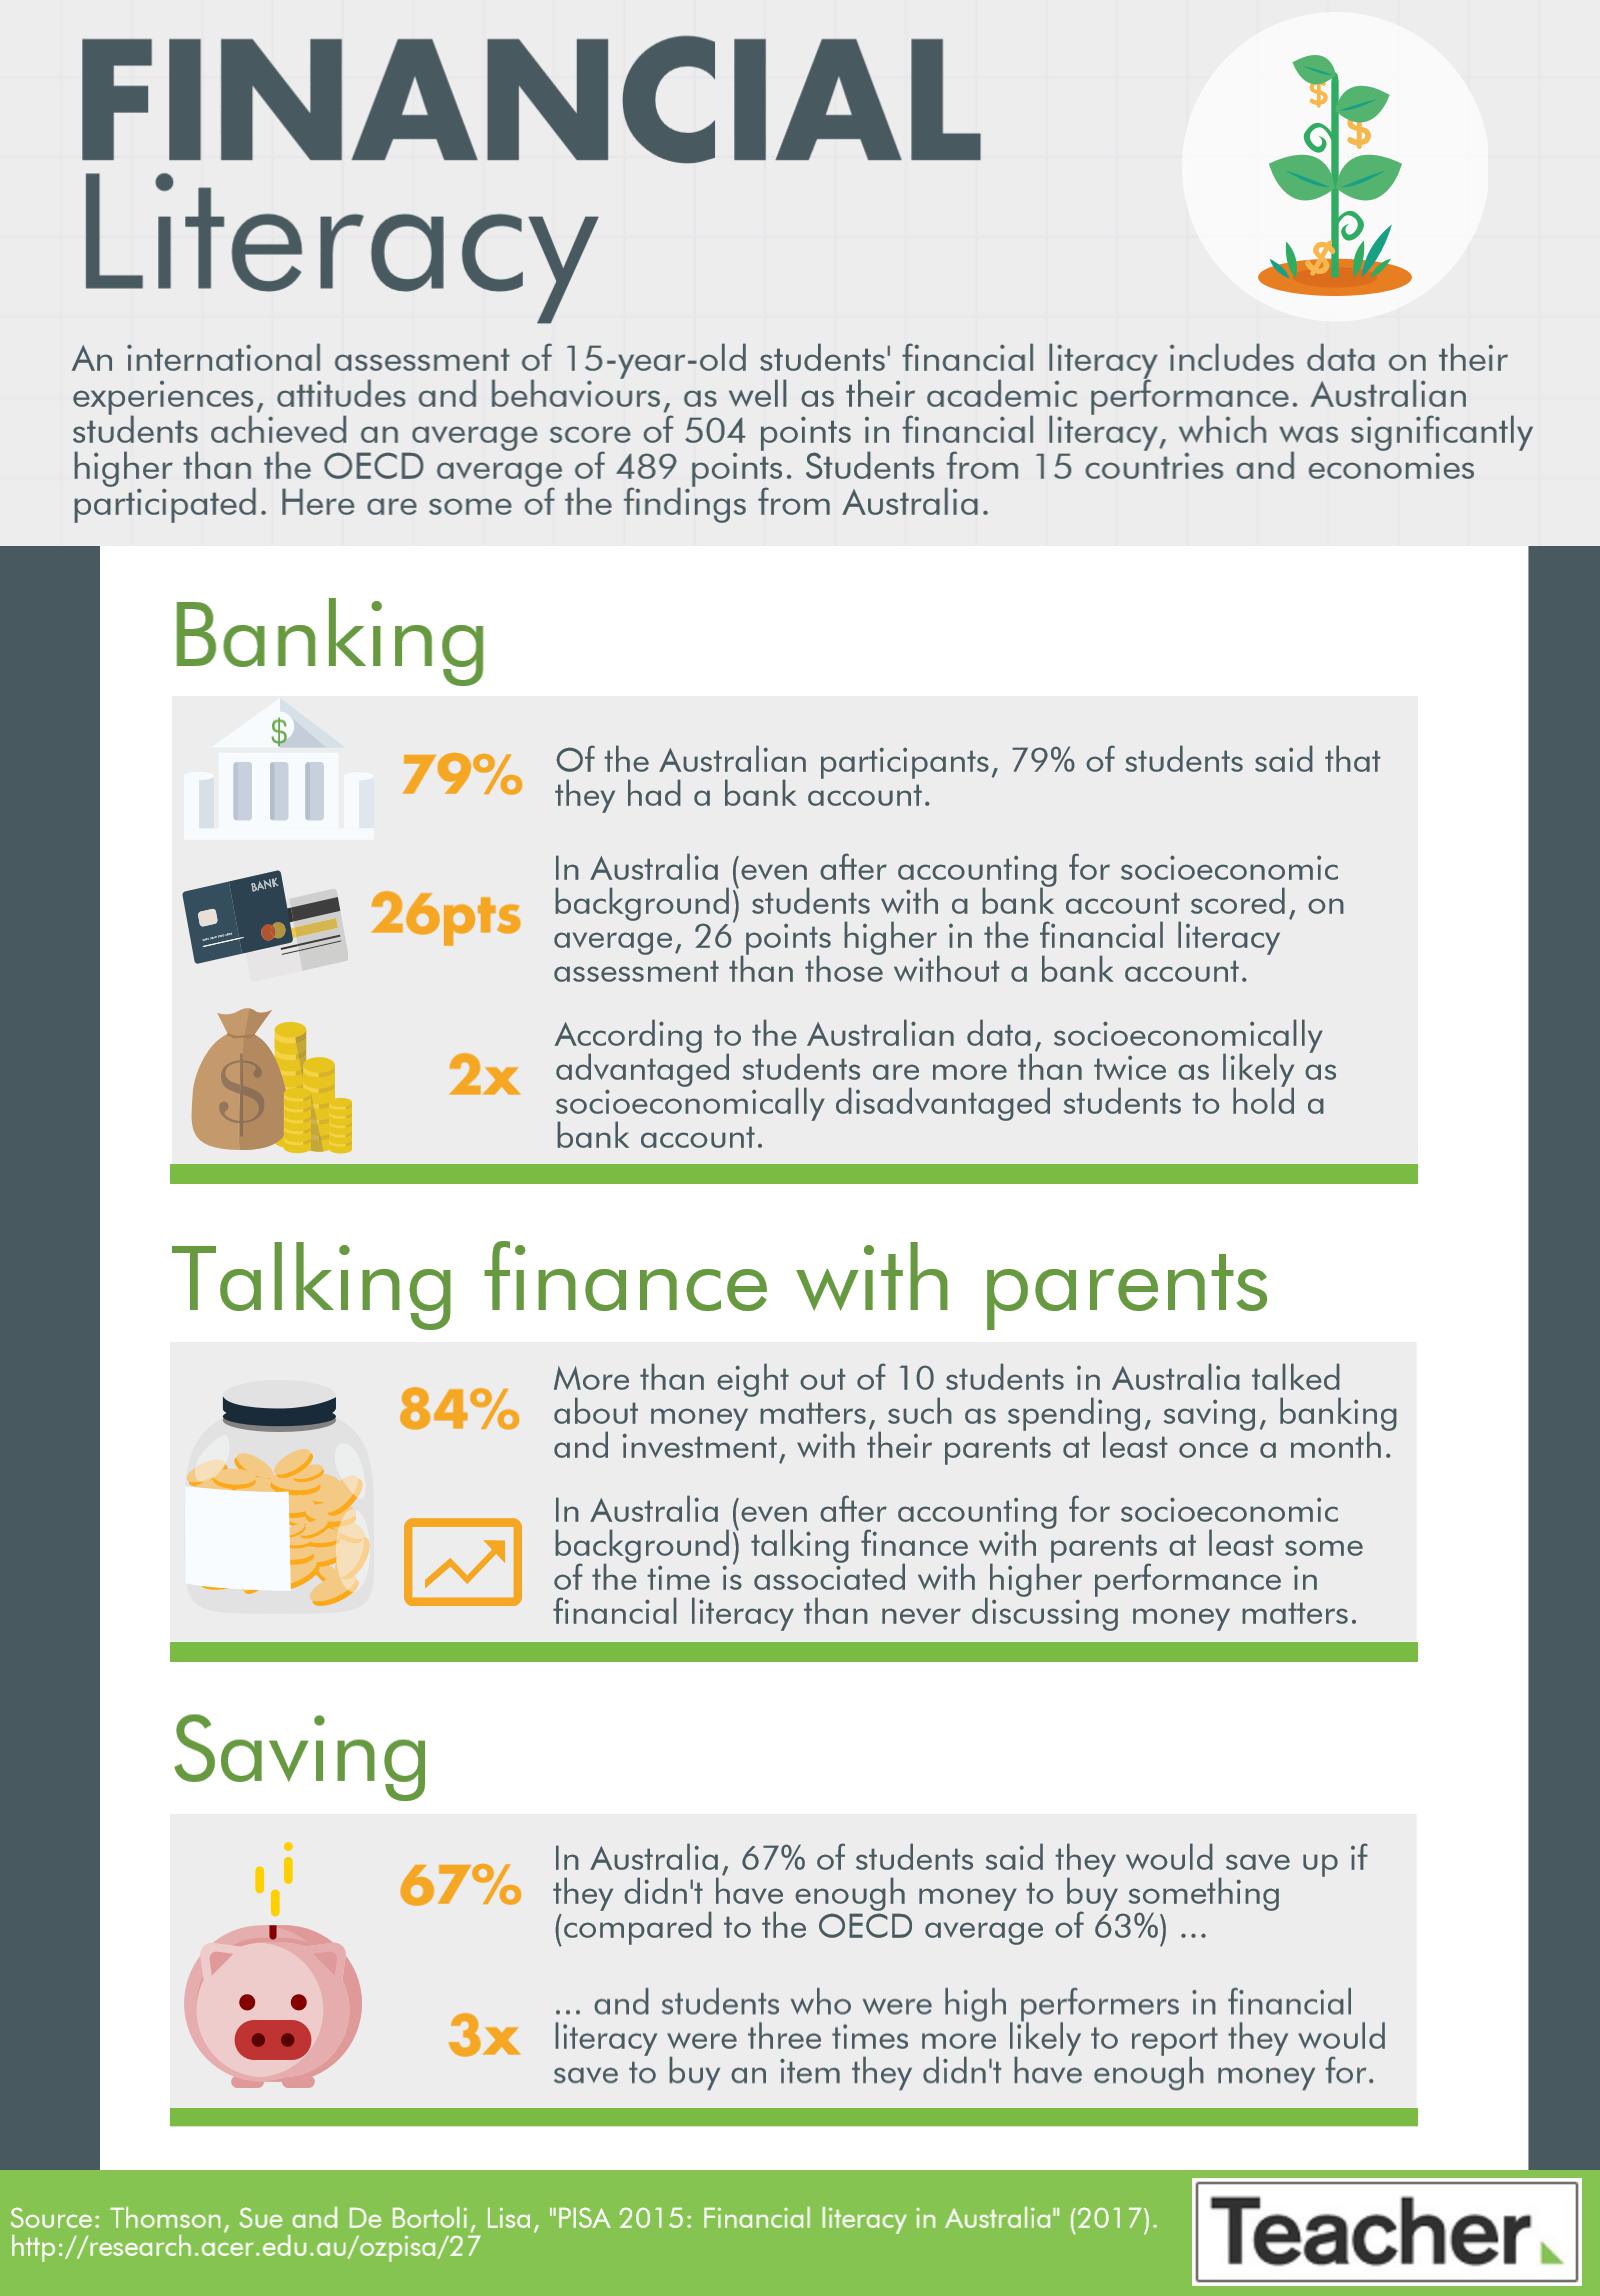 FINANCIAL
Literacy
$
$
$
An international assessment of 15-year-old students' financial literacy includes data on their
experiences, attitudes and behaviours, as well as their academic performance. Australian
students achieved an average score of 504 points in financial literacy, which was significantly
higher than the OECD average of 489 points. Students from 15 countries and economies
participated. Here are some of the findings from Australia.
Banking
$
79%
Of the Australian participants, 79% of students said that
they had a bank account.
BANK
26pts
In Australia (even after accounting for socioeconomic
background) students with a bank account scored, on
average, 26 points higher in the financial literacy
assessment than those without a bank account.
$
2x
According to the Australian data, socioeconomically
advantaged students are more than twice as likely as
socioeconomically disadvantaged students to hold a
bank account.
Talking finance with parents
84%
More than eight out of 10 students in Australia talked
about money matters, such as spending, saving, banking
and investment, with their parents at least once a month.
In Australia (even after accounting for socioeconomic
background) talking finance with parents at least some
of the time is associated with higher performance in
financial literacy than never discussing money matters.
Saving
67%
In Australia, 67% of students said they would save up if
they didn't have enough money to buy something
(compared to the OECD average of 63%) ...
3x
... and students who were high performers in financial
literacy were three times more likely to report they would
save to buy an item they didn't have enough money for.
Source: Thomson, Sue and De Bortoli, Lisa, "PISA 2015: Financial literacy in Australia" (2017).
http://research.acer.edu.au/ozpisa/27
Teacher